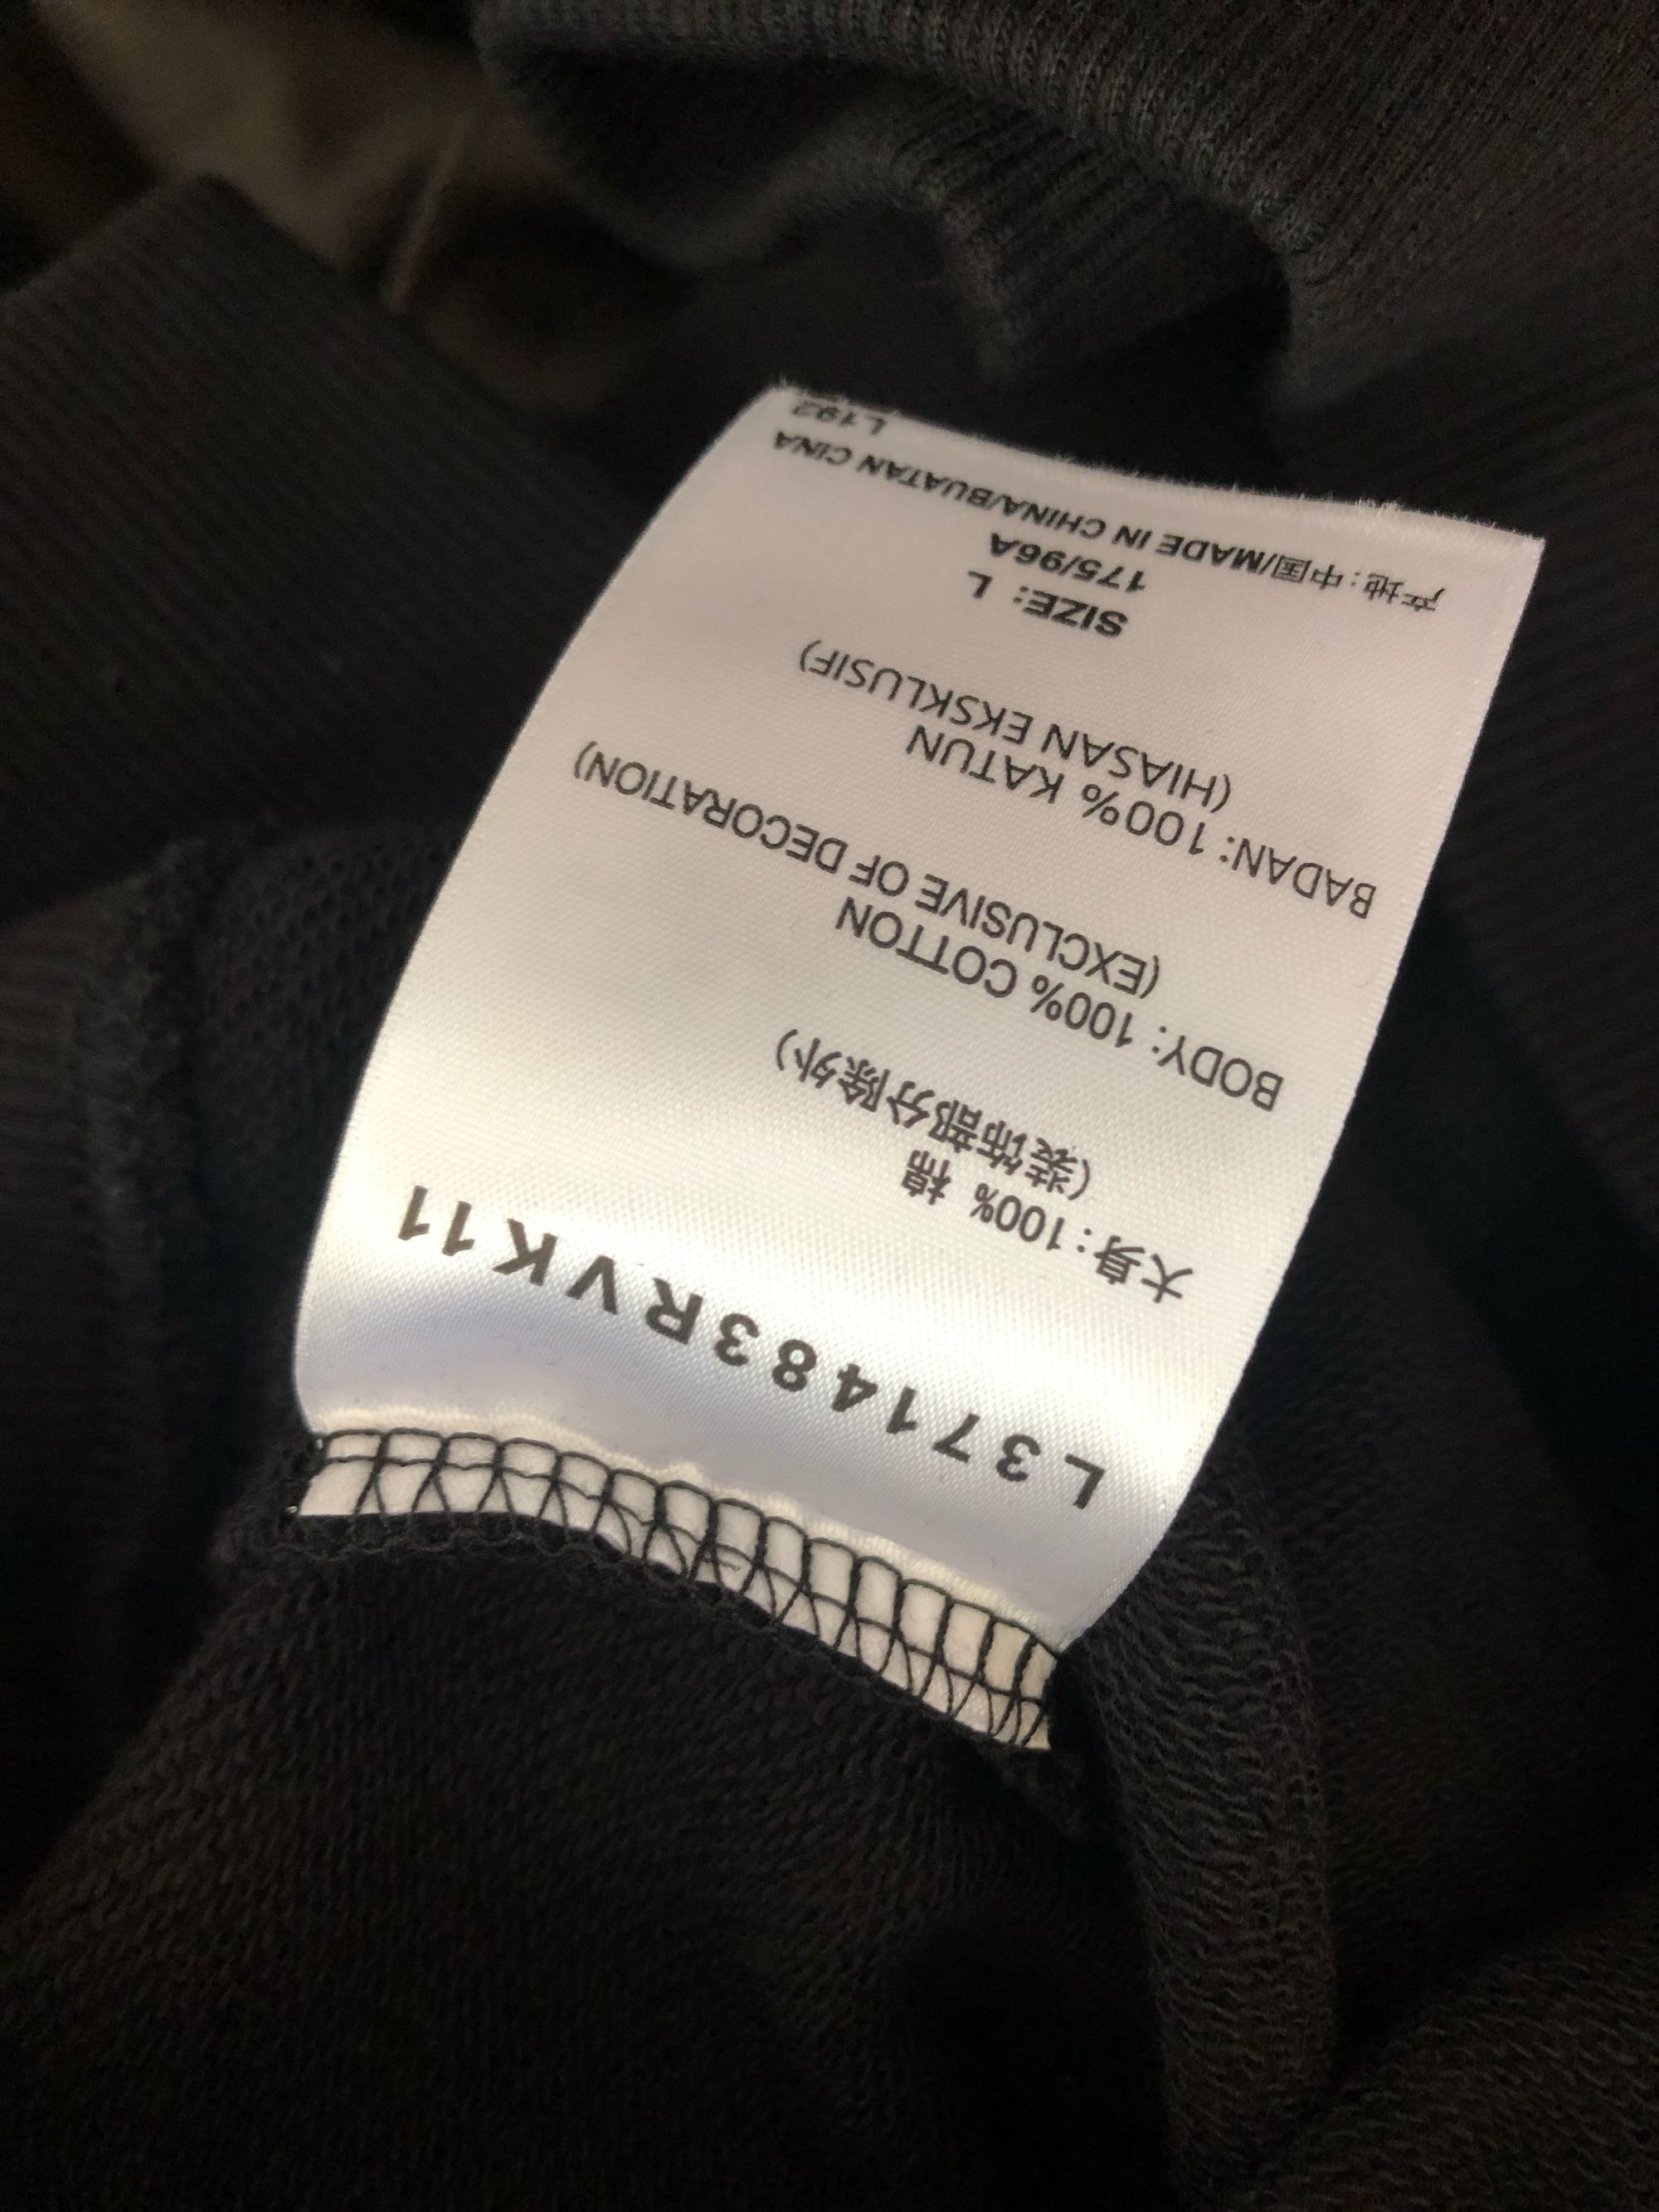 L371483RVK11
大身：100% 棉
（装饰部分除外）
BODY: 100% COTTON
(EXCLUSIVE OF DECORATION)
BADAN: 100% KATUN
(HIASAN EKSKLUSIF)
SIZE: L
175/96A
产地：中国/MADE IN CHINA/BUATAN CINA
L192